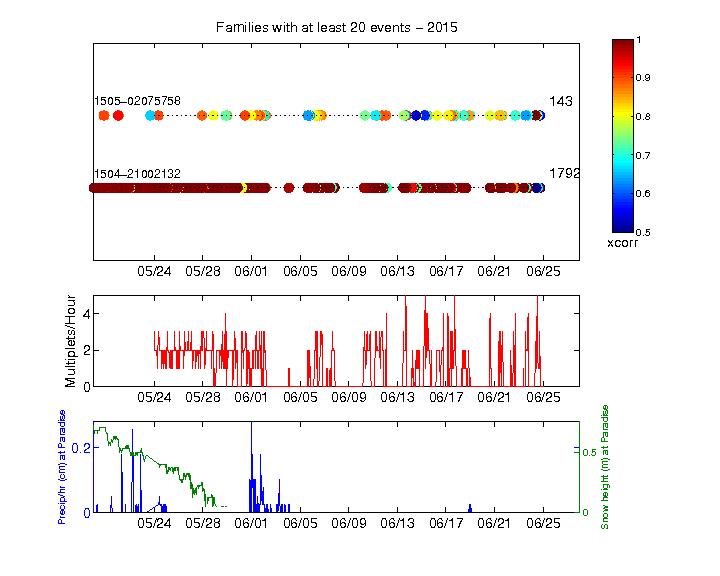 Families with at least 20 events – 2015
1505–02075758
143
1504–21002132
1792
05/24 05/28 06/01 06/05 06/09 06/13 06/17 06/21 06/25
1
0.9
0.8
0.7
0.6
0.5
xcorr
Multiplets/Hour
4
2
0
05/24 05/28 06/01 06/05 06/09 06/13 06/17 06/21 06/25
Precip/hr (cm) at Paradise
0.2
0
0.5
0
Snow height (m) at Paradise
05/24 05/28 06/01 06/05 06/09 06/13 06/17 06/21 06/25